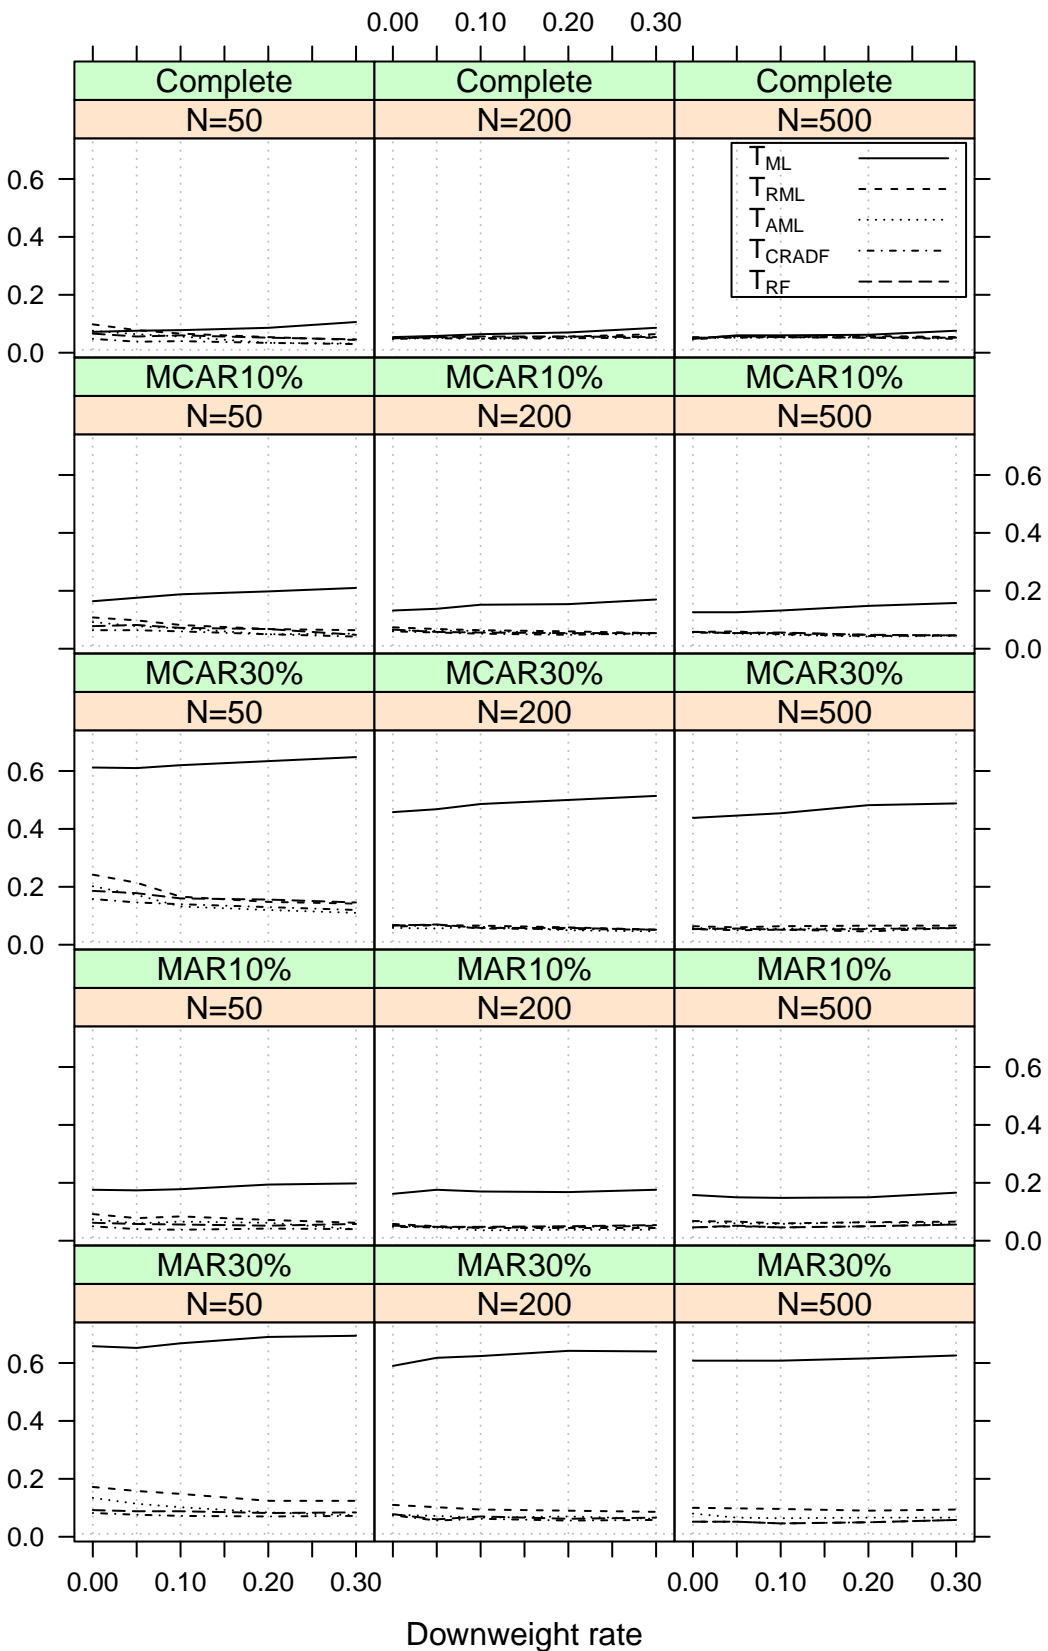 0.00 0.10 0.20 0.30
Complete Complete Complete
N=50 N=200 N=500
T_ML
T_RML
T_AML
T_CRADF
T_RF
0.6
0.4
0.2
0.0
MCAR10% MCAR10% MCAR10%
N=50 N=200 N=500
0.6
0.4
0.2
0.0
MCAR30% MCAR30% MCAR30%
N=50 N=200 N=500
0.6
0.4
0.2
0.0
MAR10% MAR10% MAR10%
N=50 N=200 N=500
0.6
0.4
0.2
0.0
MAR30% MAR30% MAR30%
N=50 N=200 N=500
0.6
0.4
0.2
0.0
0.00 0.10 0.20 0.30 0.00 0.10 0.20 0.30
Downweight rate